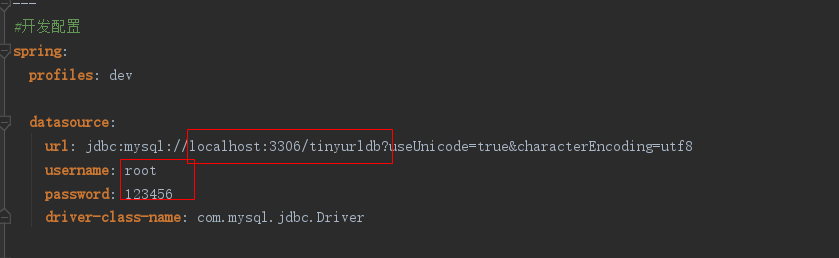 ---
#开发配置
spring:
profiles: dev
datasource:
url: jdbc:mysql://localhost:3306/tinyurldb?useUnicode=true&characterEncoding=utf8
username: root
password: 123456
driver-class-name: com.mysql.jdbc.Driver